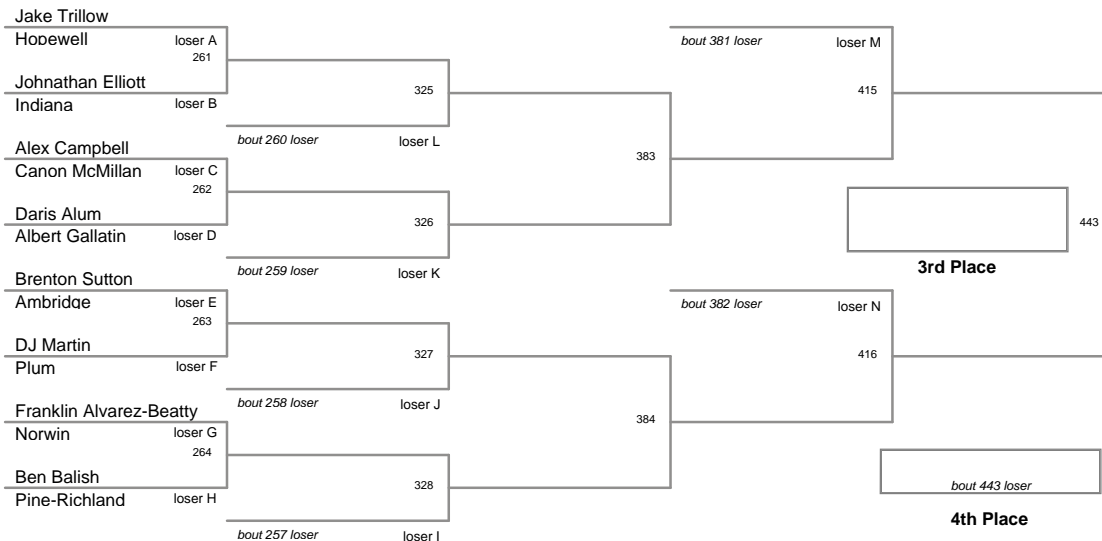 Jake Trillow
Hopewell loser A
261
Johnathan Elliott
Indiana loser B
325
bout 260 loser loser L
Alex Campbell
Canon McMillan loser C
262
Daris Alum
Albert Gallatin loser D
326
bout 259 loser loser K
383
bout 381 loser loser M
415
443
3rd Place
Brenton Sutton
Ambridge loser E
263
DJ Martin
Plum loser F
327
bout 258 loser loser J
Franklin Alvarez-Beatty
Norwin loser G
264
Ben Balish
Pine-Richland loser H
328
bout 257 loser loser I
384
bout 382 loser loser N
416
bout 443 loser
4th Place